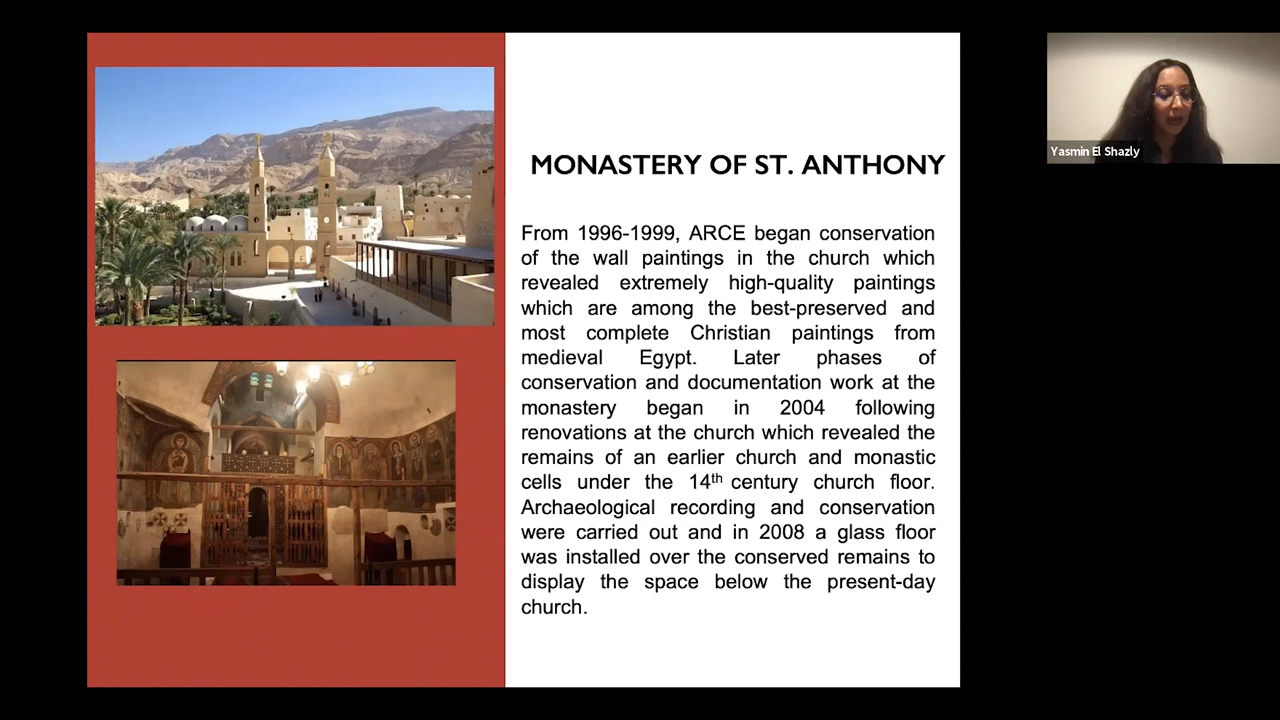 MONASTERY OF ST. ANTHONY
From 1996-1999, ARCE began conservation
of the wall paintings in the church which
revealed extremely high-quality paintings
which are among the best-preserved and
most complete Christian paintings from
medieval Egypt. Later phases of
conservation and documentation work at the
monastery began in 2004 following
renovations at the church which revealed the
remains of an earlier church and monastic
cells under the 14th century church floor.
Archaeological recording and conservation
were carried out and in 2008 a glass floor
was installed over the conserved remains to
display the space below the present-day
church.
Yasmin El Shazly